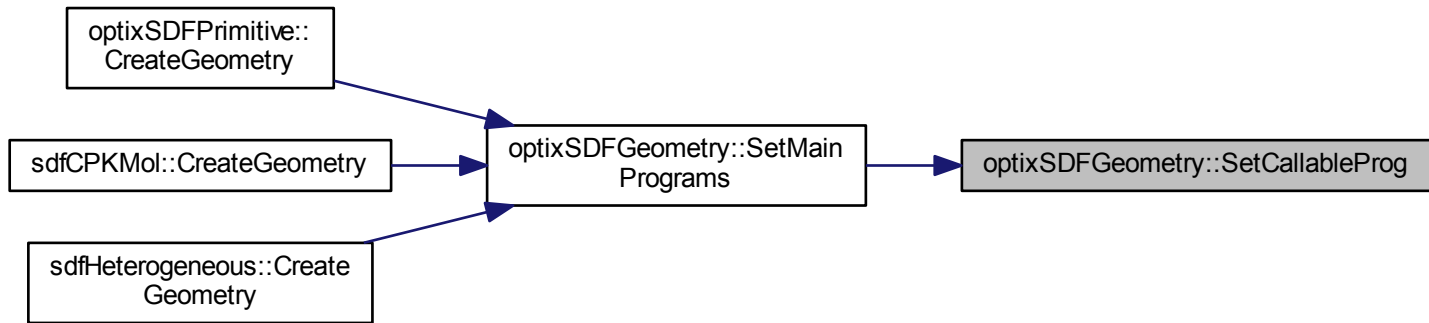 optixSDFPrimitive::
CreateGeometry
sdfCPKMol::CreateGeometry
sdfHeterogeneous::Create
Geometry
optixSDFGeometry::SetMain
Programs
optixSDFGeometry::SetCallableProg